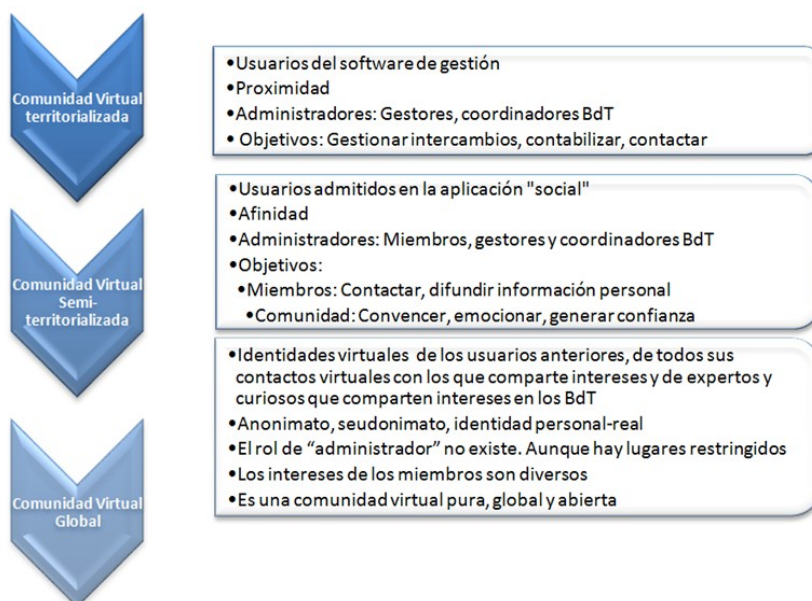 Comunidad Virtual
territorializada
•Usuarios del software de gestión
•Proximidad
•Administradores: Gestores, coordinadores BdT
• Objetivos: Gestionar intercambios, contabilizar, contactar
Comunidad Virtual
Semi-
territorializada
•Usuarios admitidos en la aplicación "social"
•Afinidad
•Administradores: Miembros, gestores y coordinadores BdT
•Objetivos:
•Miembros: Contactar, difundir información personal
•Comunidad: Convencer, emocionar, generar confianza
Comunidad Virtual
Global
•Identidades virtuales de los usuarios anteriores, de todos sus
contactos virtuales con los que comparte intereses y de expertos y
curiosos que comparten intereses en los BdT
•Anonimato, seudonimato, identidad personal-real
•El rol de “administrador” no existe. Aunque hay lugares restringidos
•Los intereses de los miembros son diversos
•Es una comunidad virtual pura, global y abierta